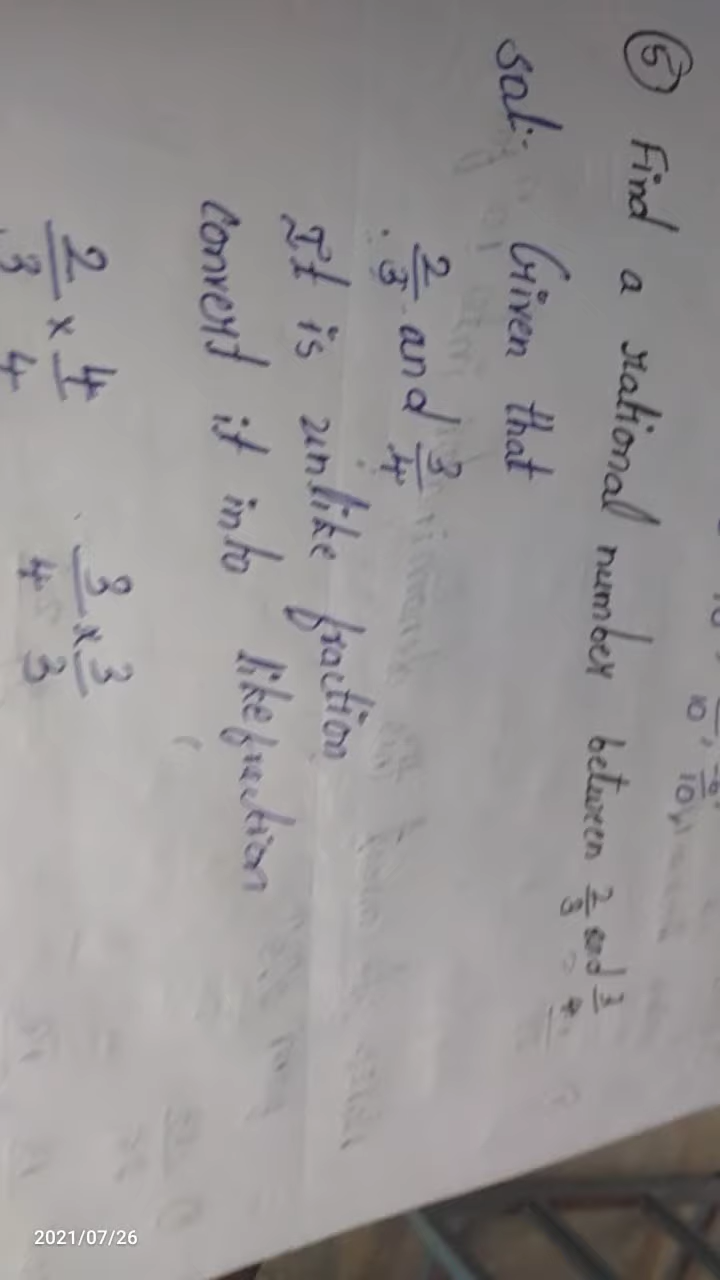 10, 10
⑤ Find a rational number between 2/3 and 3/4
Sol:- Given that
2/3 and 3/4
It is unlike fraction
convert it into like fraction
2/3 × 4/4    3/4 × 3/3
2021/07/26